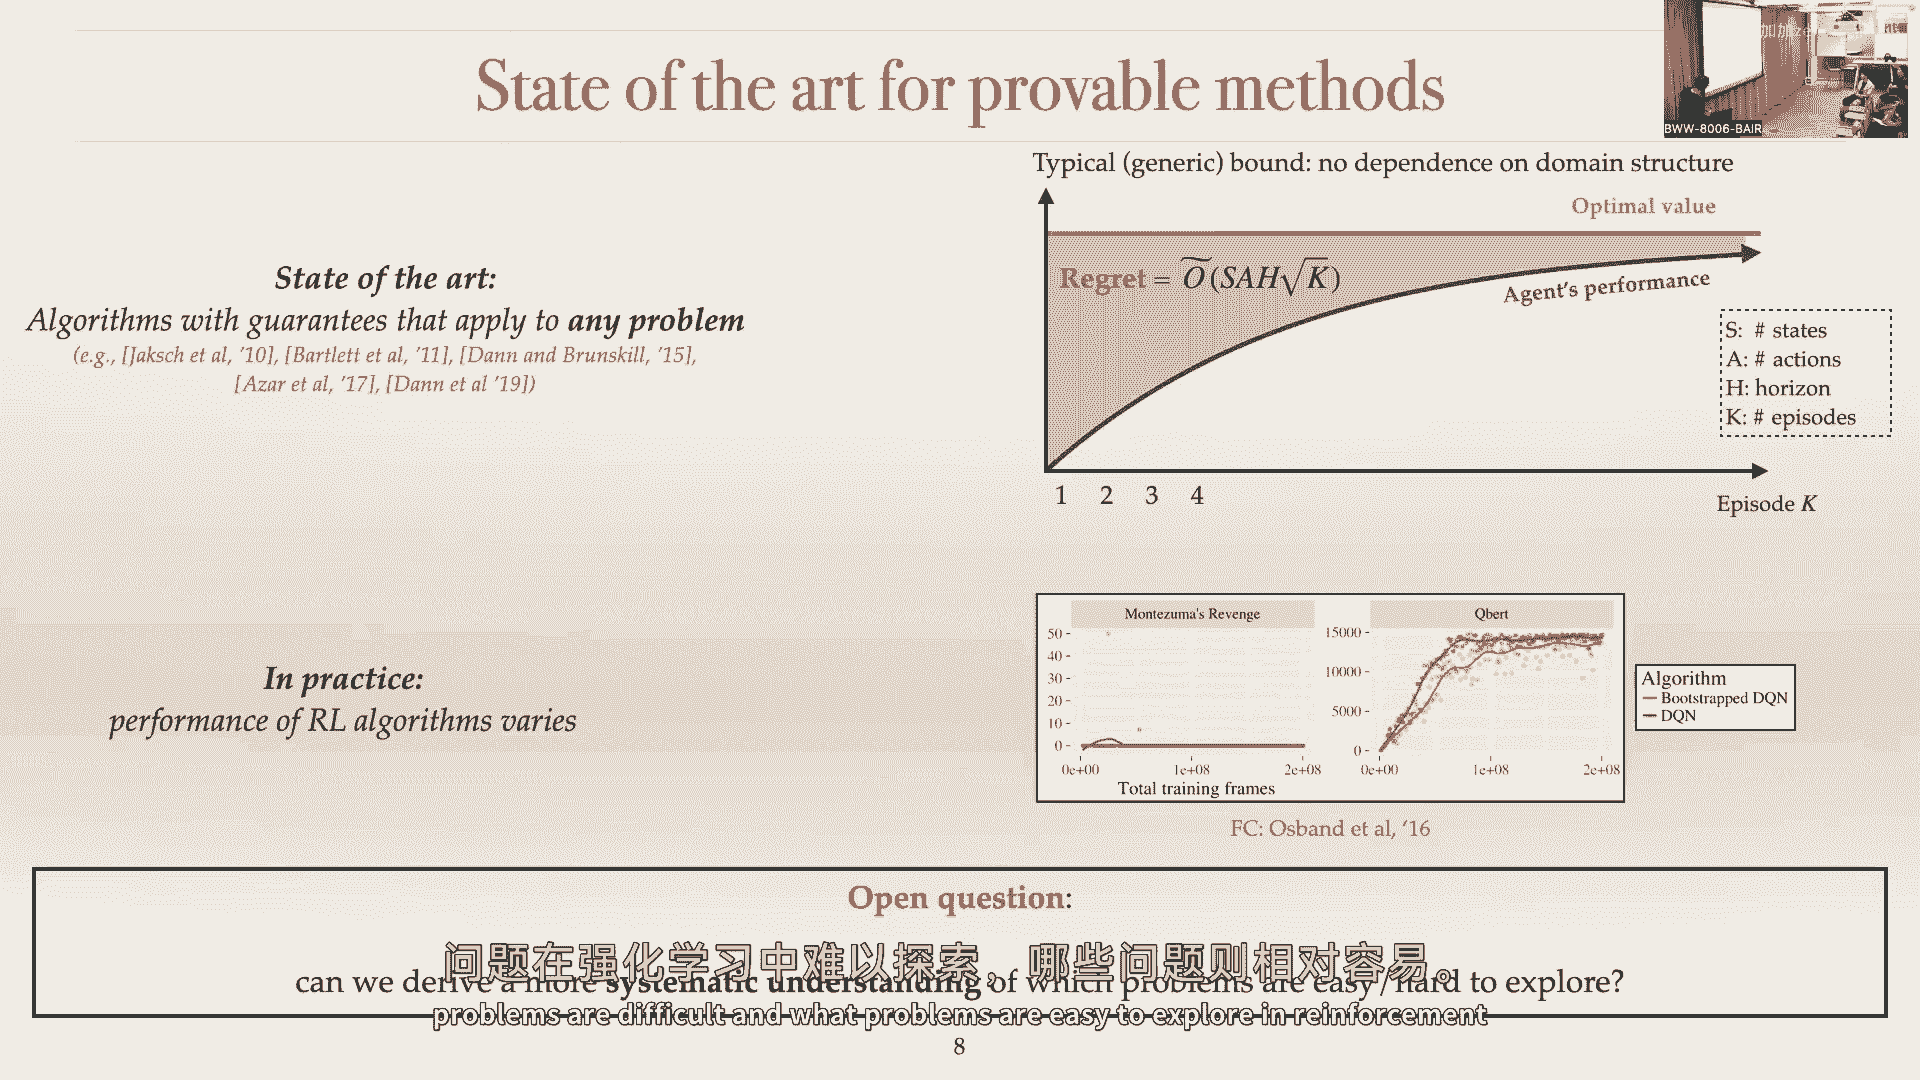 State of the art for provable methods
加加ze
BWW-8006-BAIR
Typical (generic) bound: no dependence on domain structure
Optimal value
Regret = Õ(SAH√K)
Agent's performance
S: # states
A: # actions
H: horizon
K: # episodes
1 2 3 4
Episode K
State of the art:
Algorithms with guarantees that apply to any problem
(e.g., [Jaksch et al, '10], [Bartlett et al, '11], [Dann and Brunskill, '15],
[Azar et al, '17], [Dann et al '19])
In practice:
performance of RL algorithms varies
Montezuma's Revenge
50
40
30
20
10
0
0e+00 1e+08 2e+08
Total training frames
Qbert
15000
10000
5000
0
0e+00 1e+08 2e+08
Algorithm
Bootstrapped DQN
DQN
FC: Osband et al, '16
Open question:
can we derive a more systematic understanding of which problems are easy/hard to explore?
问题在强化学习中难以探索，哪些问题则相对容易。
problems are difficult and what problems are easy to explore in reinforcement
8